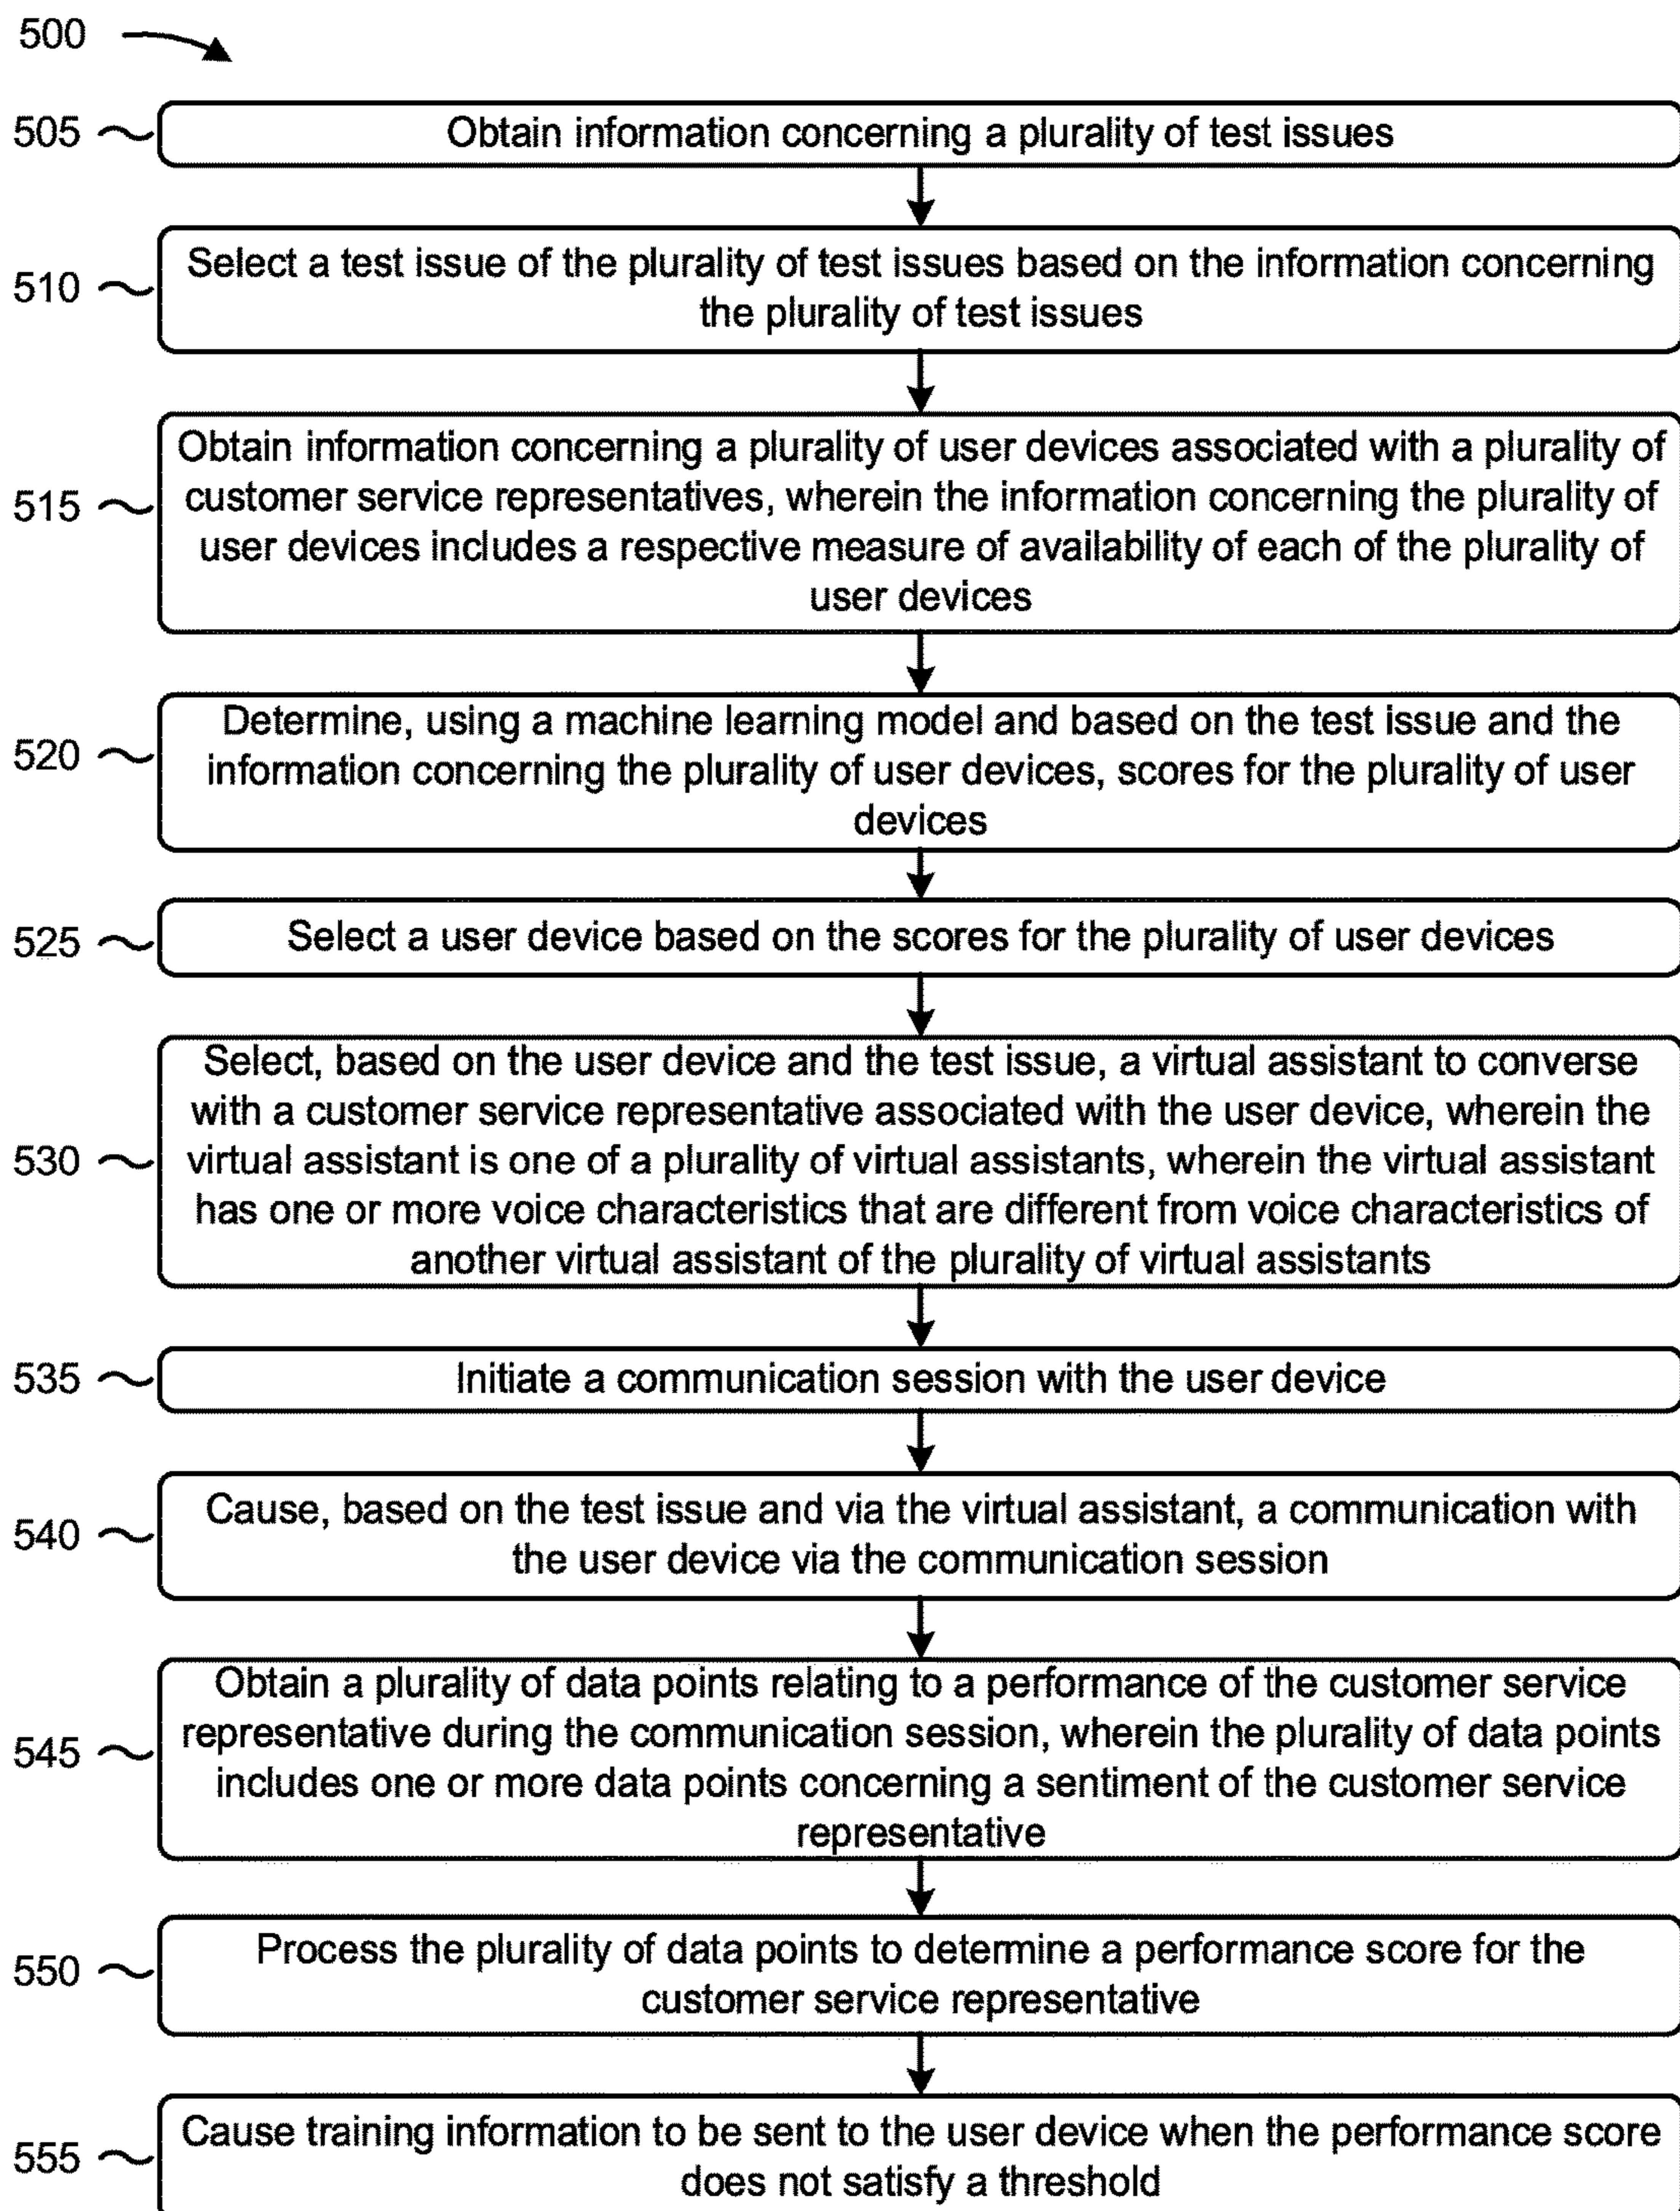 500
505
Obtain information concerning a plurality of test issues
510
Select a test issue of the plurality of test issues based on the information concerning
the plurality of test issues
515
Obtain information concerning a plurality of user devices associated with a plurality of
customer service representatives, wherein the information concerning the plurality of
user devices includes a respective measure of availability of each of the plurality of
user devices
520
Determine, using a machine learning model and based on the test issue and the
information concerning the plurality of user devices, scores for the plurality of user
devices
525
Select a user device based on the scores for the plurality of user devices
530
Select, based on the user device and the test issue, a virtual assistant to converse
with a customer service representative associated with the user device, wherein the
virtual assistant is one of a plurality of virtual assistants, wherein the virtual assistant
has one or more voice characteristics that are different from voice characteristics of
another virtual assistant of the plurality of virtual assistants
535
Initiate a communication session with the user device
540
Cause, based on the test issue and via the virtual assistant, a communication with
the user device via the communication session
545
Obtain a plurality of data points relating to a performance of the customer service
representative during the communication session, wherein the plurality of data points
includes one or more data points concerning a sentiment of the customer service
representative
550
Process the plurality of data points to determine a performance score for the
customer service representative
555
Cause training information to be sent to the user device when the performance score
does not satisfy a threshold